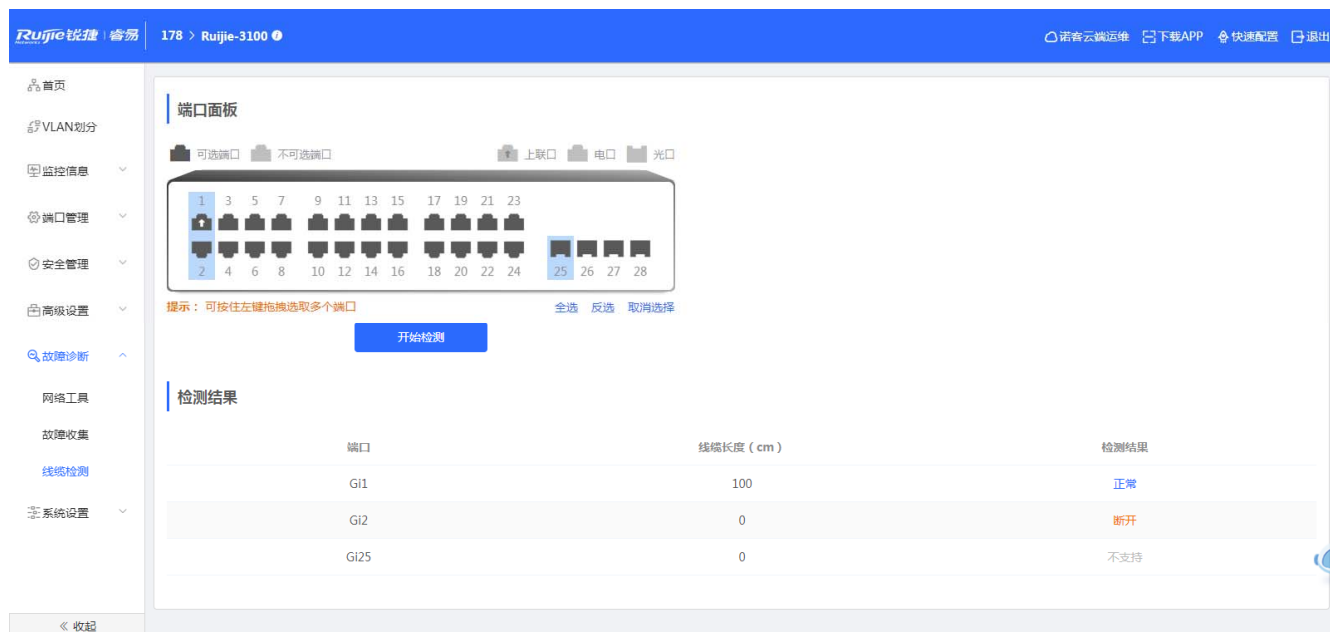 Ruijie锐捷 | 睿易 178 > Ruijie-3100 诺客云端运维 下载APP 快速配置 退出
Networks
首页
VLAN划分
监控信息
端口管理
安全管理
高级设置
故障诊断
网络工具
故障收集
线缆检测
系统设置
« 收起
端口面板
可选端口 不可选端口 上联口 电口 光口
1 3 5 7 9 11 13 15 17 19 21 23
2 4 6 8 10 12 14 16 18 20 22 24 25 26 27 28
提示： 可按住左键拖拽选取多个端口 全选 反选 取消选择
开始检测
检测结果
端口 线缆长度（cm） 检测结果
Gi1 100 正常
Gi2 0 断开
Gi25 0 不支持